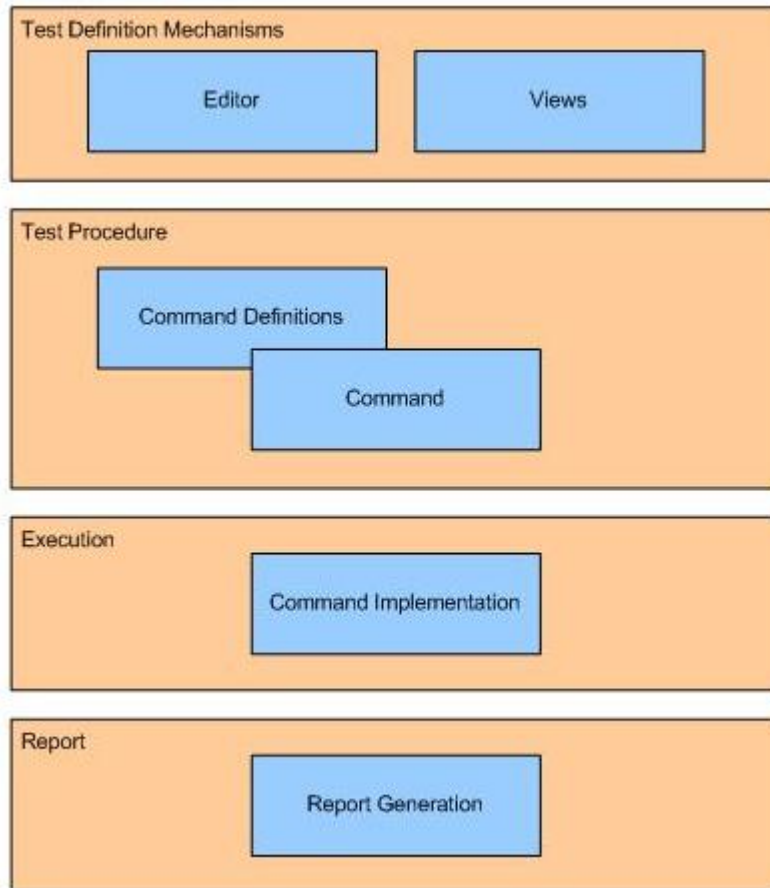 Test Definition Mechanisms
Editor
Views
Test Procedure
Command Definitions
Command
Execution
Command Implementation
Report
Report Generation